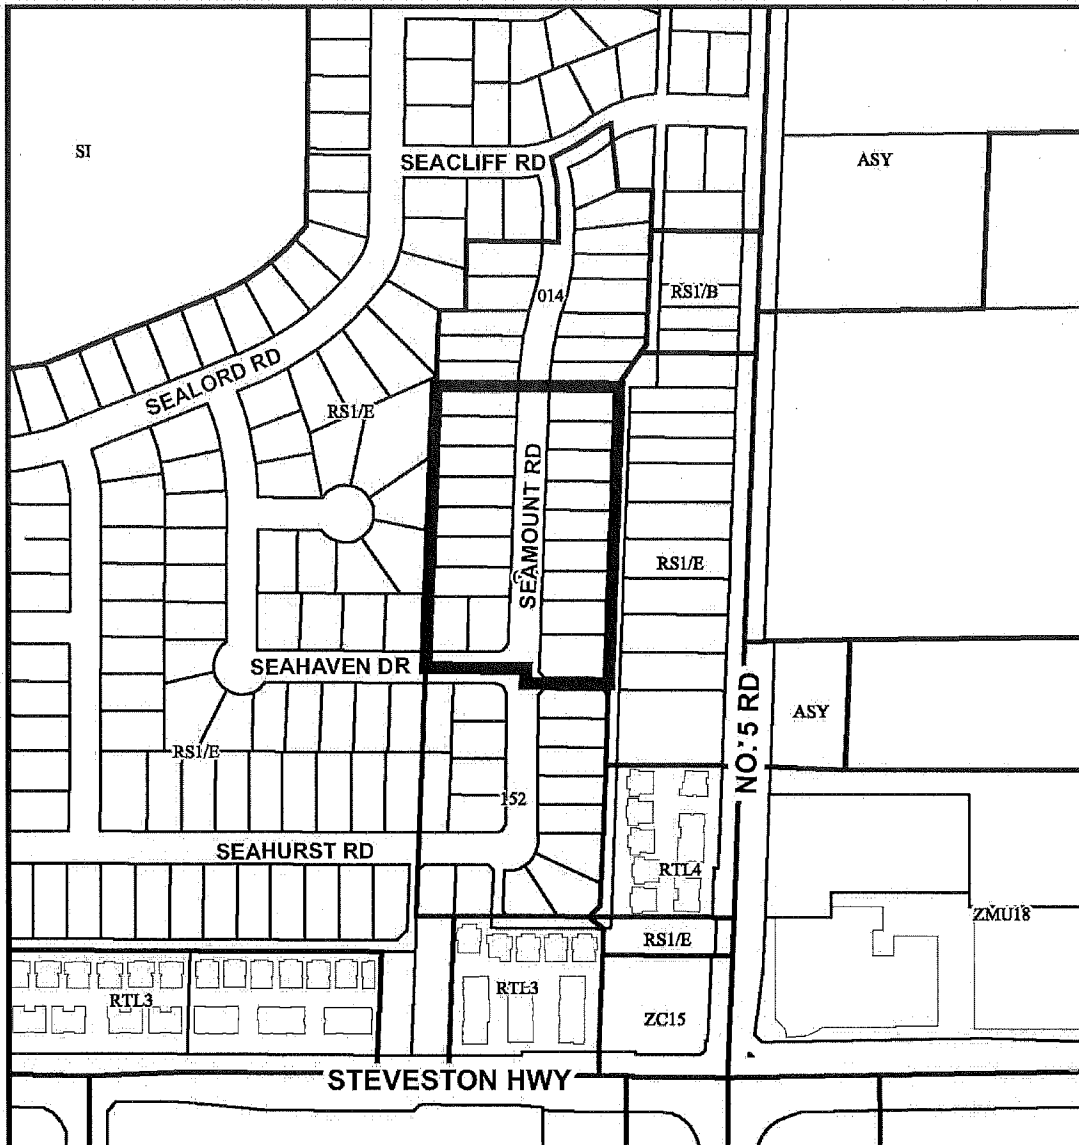 SI
ASY
SEACLIFF RD
RS1/B
014
SEALORD RD
RS1/E
SEAMOUNT RD
RS1/E
SEAHAVEN DR
NO. 5 RD
ASY
RS1/E
152
SEAHURST RD
RTL4
ZMU18
RS1/E
RTL3
RTL3
ZC15
STEVESTON HWY